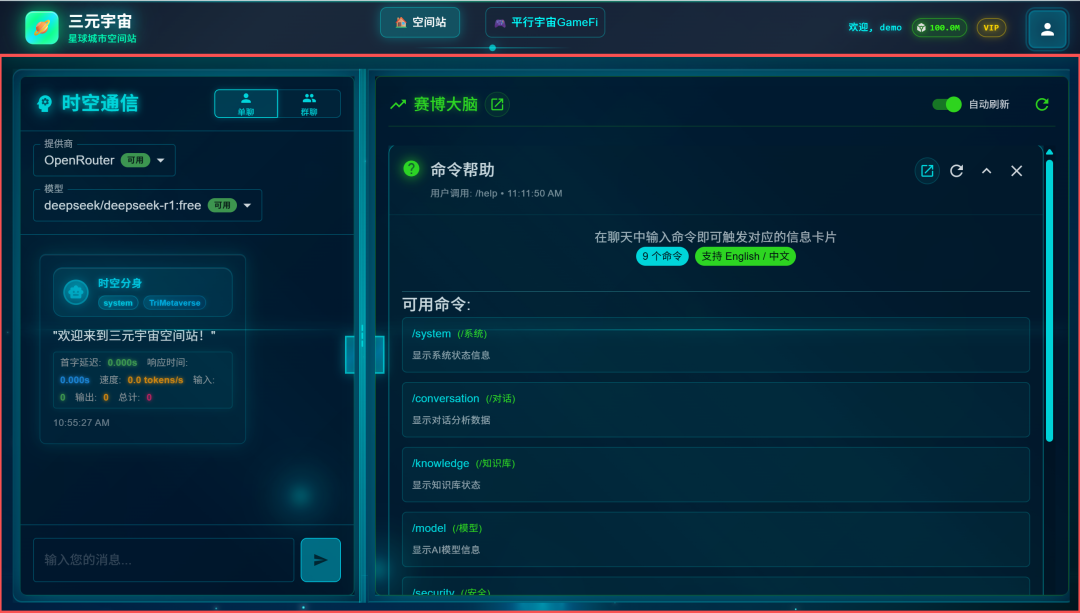 三元宇宙
星球城市空间站
空间站
平行宇宙GameFi
欢迎, demo
100.0M
VIP
时空通信
单聊
群聊
提供商
OpenRouter 可用
模型
deepseek/deepseek-r1:free 可用
时空分身
system TriMetaverse
"欢迎来到三元宇宙空间站！"
首字延迟: 0.000s 响应时间:
0.000s 速度: 0.0 tokens/s 输入:
0 输出: 0 总计: 0
10:55:27 AM
输入您的消息...
赛博大脑
自动刷新
命令帮助
用户调用: /help • 11:11:50 AM
在聊天中输入命令即可触发对应的信息卡片
9 个命令 支持 English / 中文
可用命令:
/system (/系统)
显示系统状态信息
/conversation (/对话)
显示对话分析数据
/knowledge (/知识库)
显示知识库状态
/model (/模型)
显示AI模型信息
/security (/安全)